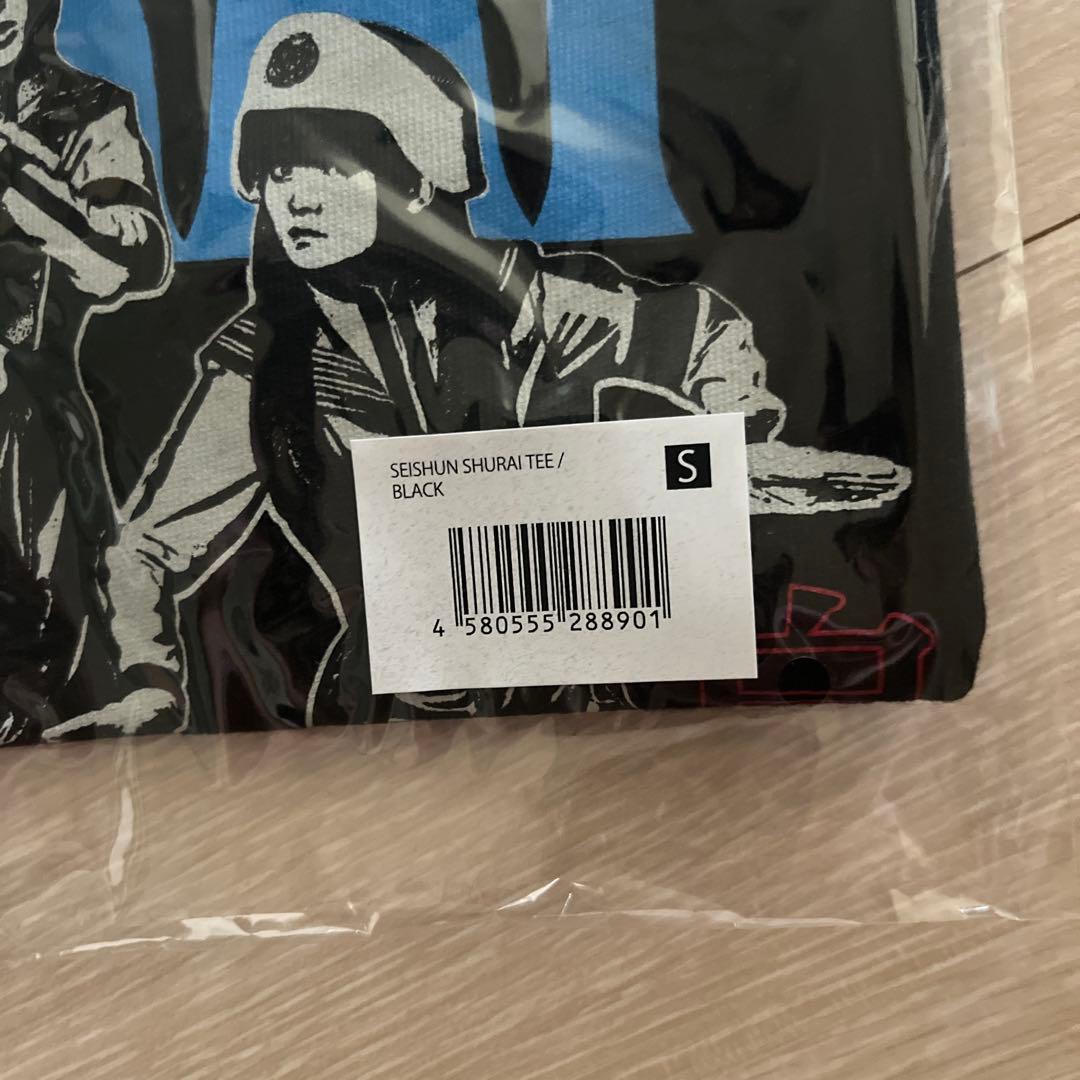 SEISHUN SHURAI TEE /
BLACK
S
4 580555 288901